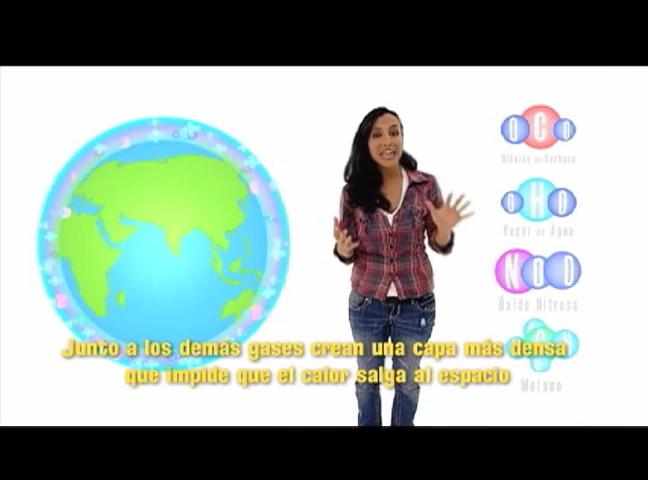 O C O
Dióxido de Carbono
O H O
Vapor de Agua
N O O
Óxido Nitroso
Metano
Junto a los demás gases crean una capa más densa
que impide que el calor salga al espacio